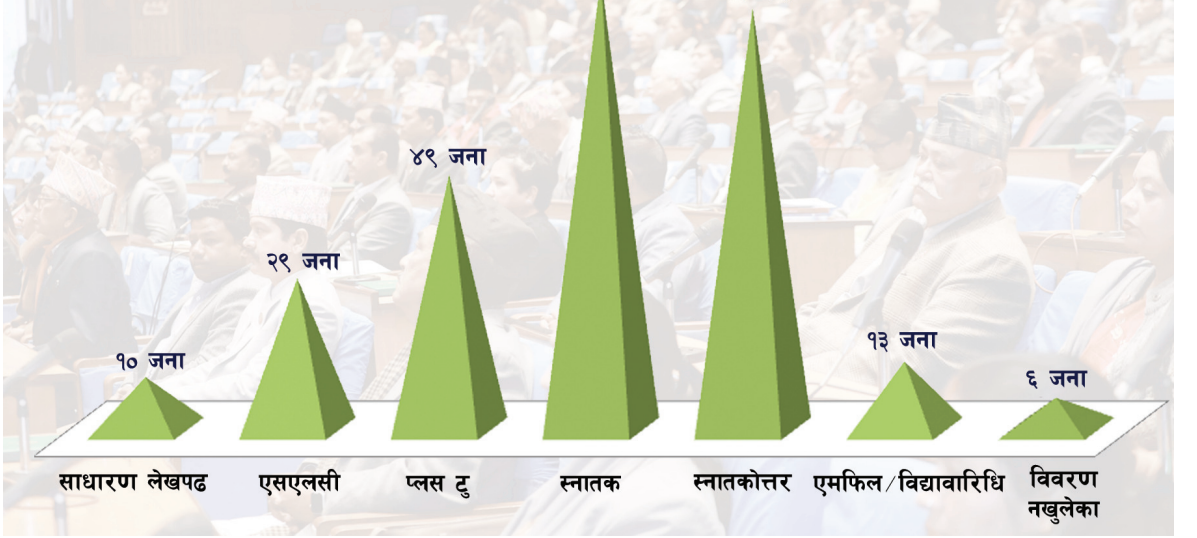 ४९ जना
२९ जना
१० जना
१३ जना
६ जना
साधारण लेखपढ
एसएलसी
प्लस टु
स्नातक
स्नातकोत्तर
एमफिल/विद्यावारिधि
विवरण
नखुलेका